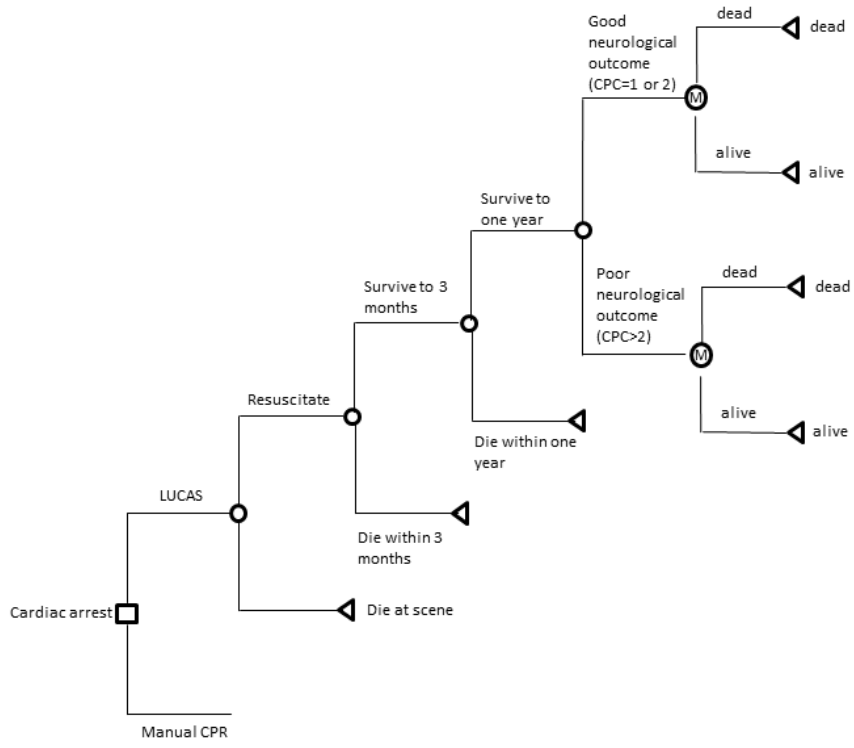 Good
neurological
outcome
(CPC=1 or 2)
dead
dead
M
alive
alive
Survive to
one year
Poor
neurological
outcome
(CPC>2)
dead
dead
M
alive
alive
Survive to 3
months
Die within one
year
Resuscitate
Die within 3
months
LUCAS
Die at scene
Cardiac arrest
Manual CPR